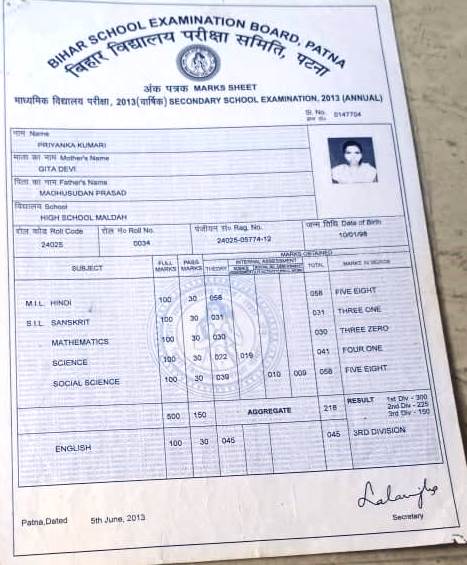 BIHAR SCHOOL EXAMINATION BOARD, PATNA
बिहार विद्यालय परीक्षा समिति, पटना
अंक पत्रक MARKS SHEET
माध्यमिक विद्यालय परीक्षा, 2013(वार्षिक) SECONDARY SCHOOL EXAMINATION, 2013 (ANNUAL)
Sl. No. 0147704
नाम Name
PRIYANKA KUMARI
माता का नाम Mother's Name
GITA DEVI
पिता का नाम Father's Name
MADHUSUDAN PRASAD
विद्यालय School
HIGH SCHOOL MALDAH
रोल कोड Roll Code रोल नं० Roll No. पंजीयन सं० Reg. No. जन्म तिथि Date of Birth
24025 0034 24025-05774-12 10/01/98
SUBJECT FULL MARKS PASS MARKS MARKS OBTAINED
THEORY INTERNAL ASSESSMENT TOTAL MARKS IN WORDS
M.I.L. HINDI 100 30 058 058 FIVE EIGHT
S.I.L. SANSKRIT 100 30 031 031 THREE ONE
MATHEMATICS 100 30 030 030 THREE ZERO
SCIENCE 100 30 022 019 041 FOUR ONE
SOCIAL SCIENCE 100 30 039 010 009 058 FIVE EIGHT
500 150 AGGREGATE 218 RESULT 1st Div - 300
2nd Div - 225
3rd Div - 150
ENGLISH 100 30 045 045 3RD DIVISION
Patna,Dated 5th June, 2013
Secretary